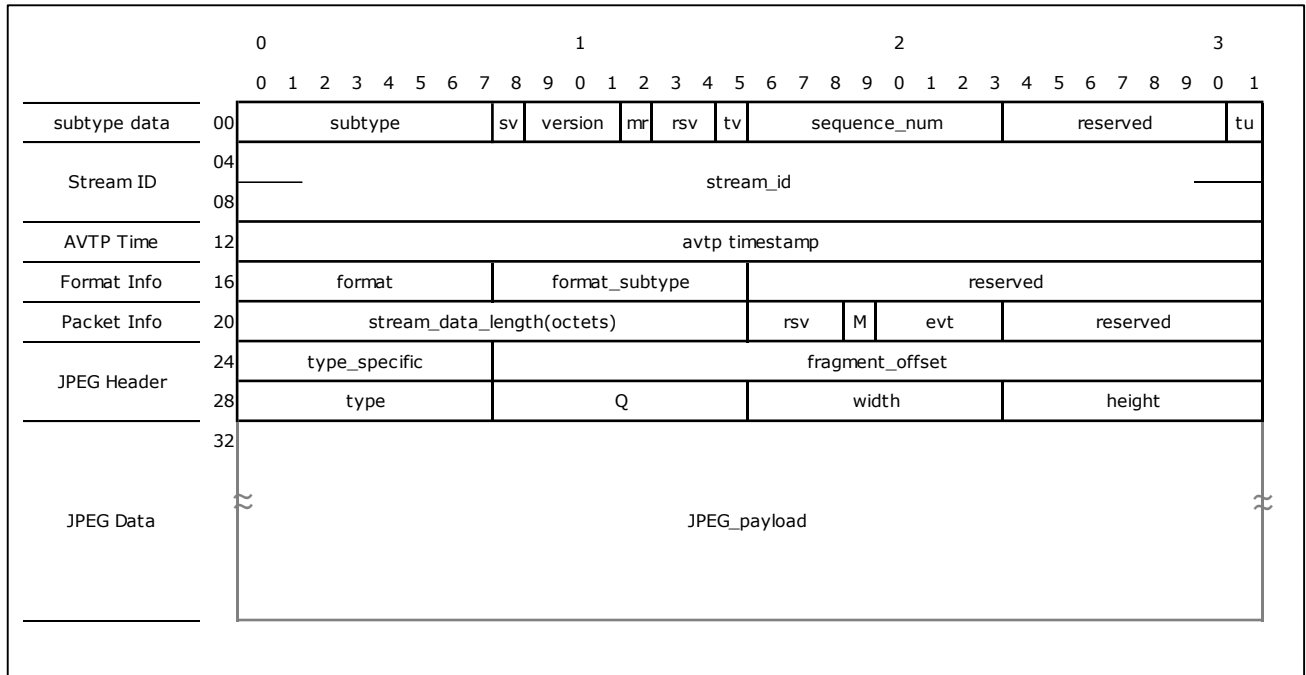 0 1 2 3
0 1 2 3 4 5 6 7 8 9 0 1 2 3 4 5 6 7 8 9 0 1 2 3 4 5 6 7 8 9 0 1
subtype data 00 subtype sv version mr rsv tv sequence_num reserved tu
04
Stream ID stream_id
08
AVTP Time 12 avtp timestamp
Format Info 16 format format_subtype reserved
Packet Info 20 stream_data_length(octets) rsv M evt reserved
24 type_specific fragment_offset
JPEG Header
28 type Q width height
32
JPEG Data JPEG_payload